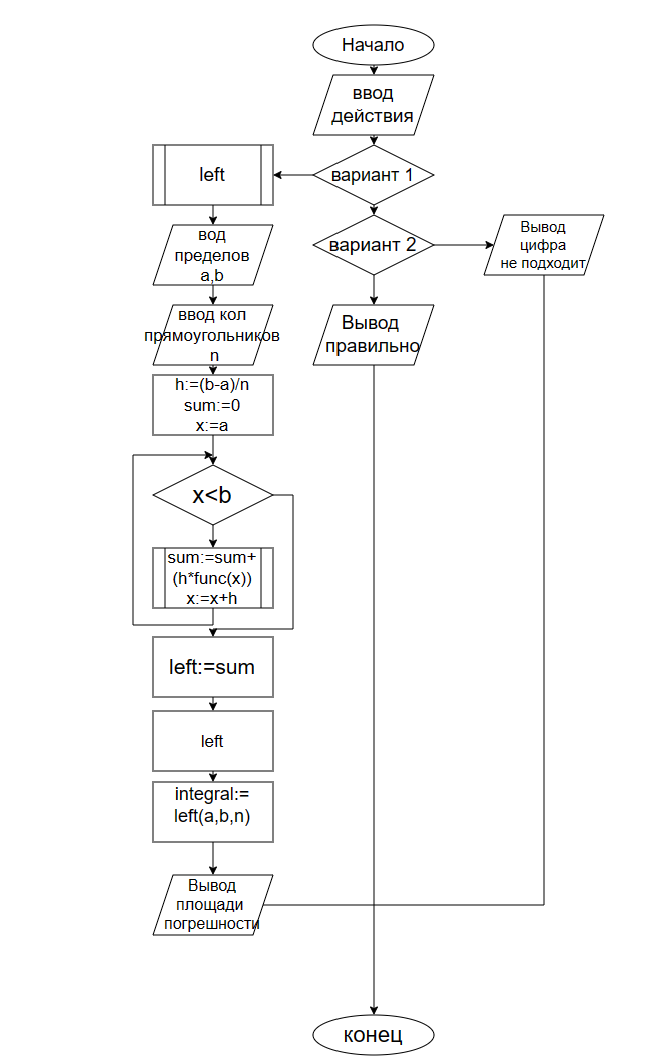 Начало
ввод
действия
вариант 1
left
вариант 2
Вывод
цифра
не подходит
вод
пределов
a,b
ввод кол
прямоугольников
n
Вывод
правильно
h:=(b-a)/n
sum:=0
x:=a
x<b
sum:=sum+
(h*func(x))
x:=x+h
left:=sum
left
integral:=
left(a,b,n)
Вывод
площади
погрешности
конец